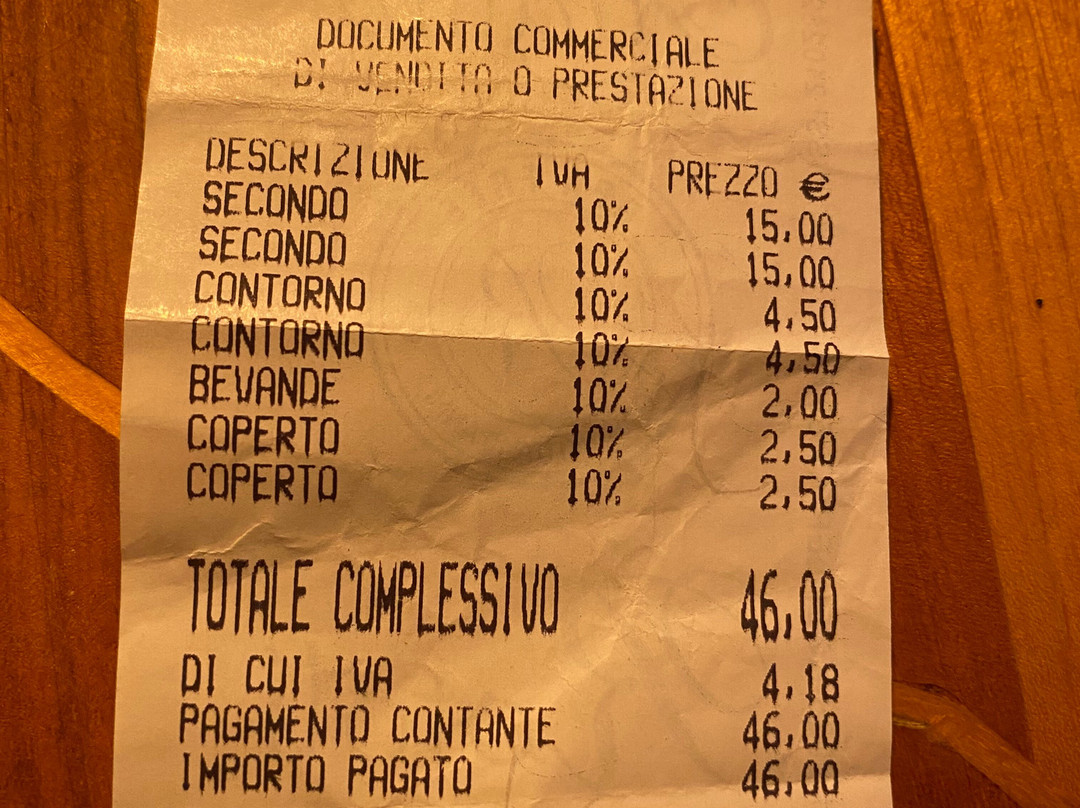 DOCUMENTO COMMERCIALE
DI VENDITA O PRESTAZIONE
DESCRIZIONE IVA PREZZO €
SECONDO 10% 15,00
SECONDO 10% 15,00
CONTORNO 10% 4,50
CONTORNO 10% 4,50
BEVANDE 10% 2,00
COPERTO 10% 2,50
COPERTO 10% 2,50
TOTALE COMPLESSIVO 46,00
DI CUI IVA 4,18
PAGAMENTO CONTANTE 46,00
IMPORTO PAGATO 46,00